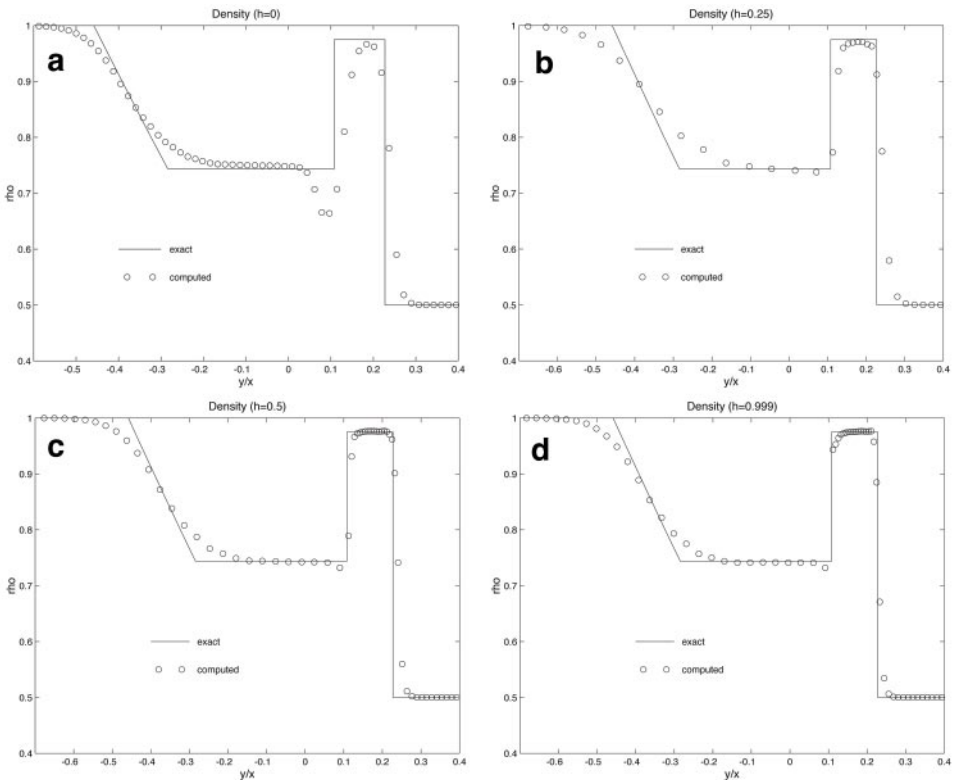 Density (h=0)
a
1
0.9
0.8
0.7
0.6
0.5
0.4
rho
exact
computed
-0.5
-0.4
-0.3
-0.2
-0.1
0
0.1
0.2
0.3
0.4
y/x
Density (h=0.25)
b
1
0.9
0.8
0.7
0.6
0.5
0.4
rho
exact
computed
-0.6
-0.5
-0.4
-0.3
-0.2
-0.1
0
0.1
0.2
0.3
0.4
y/x
Density (h=0.5)
c
1
0.9
0.8
0.7
0.6
0.5
0.4
rho
exact
computed
-0.6
-0.5
-0.4
-0.3
-0.2
-0.1
0
0.1
0.2
0.3
0.4
y/x
Density (h=0.999)
d
1
0.9
0.8
0.7
0.6
0.5
0.4
rho
exact
computed
-0.6
-0.5
-0.4
-0.3
-0.2
-0.1
0
0.1
0.2
0.3
0.4
y/x